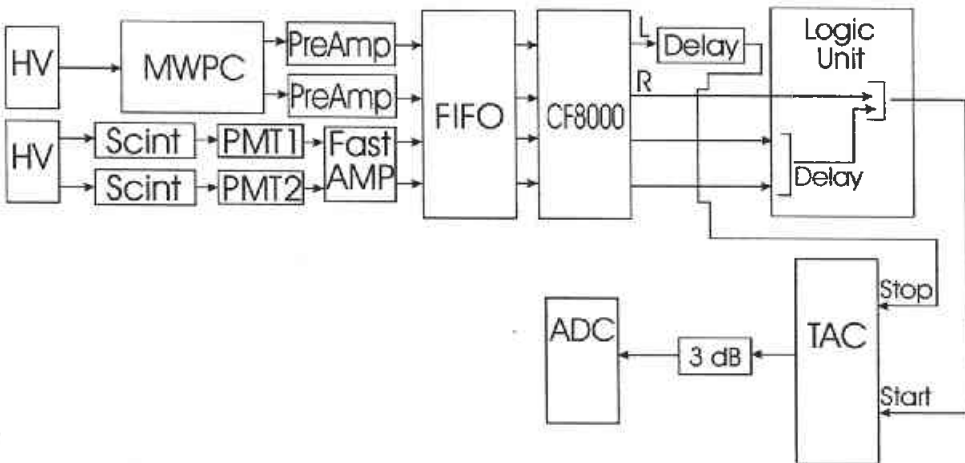 HV
MWPC
PreAmp
PreAmp
HV
Scint
PMT1
Scint
PMT2
Fast
AMP
FIFO
CF8000
L
Delay
R
Logic
Unit
Delay
Stop
TAC
Start
3 dB
ADC